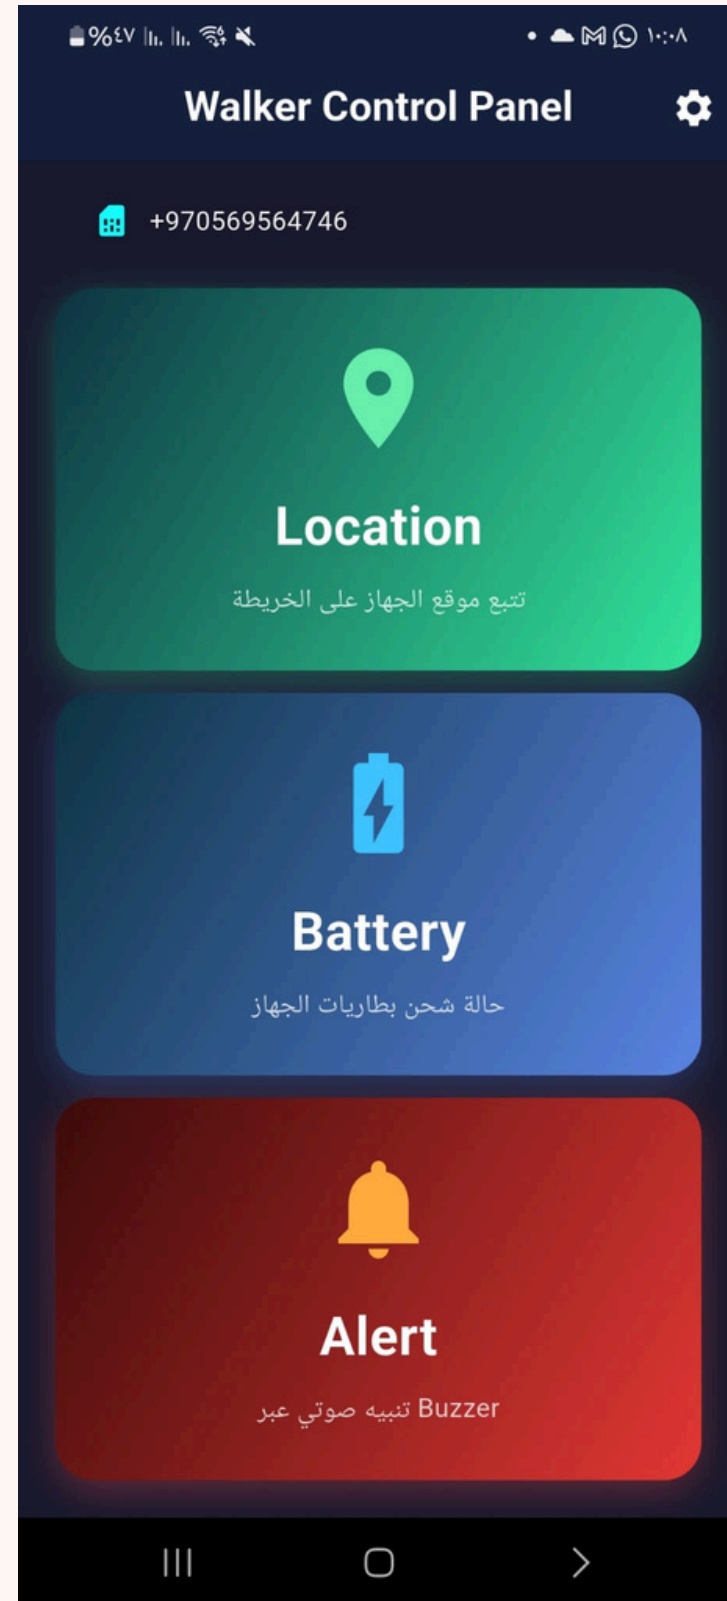 %٤٧
١٠:٠٨
Walker Control Panel
+970569564746
Location
تتبع موقع الجهاز على الخريطة
Battery
حالة شحن بطاريات الجهاز
Alert
تنبيه صوتي عبر Buzzer